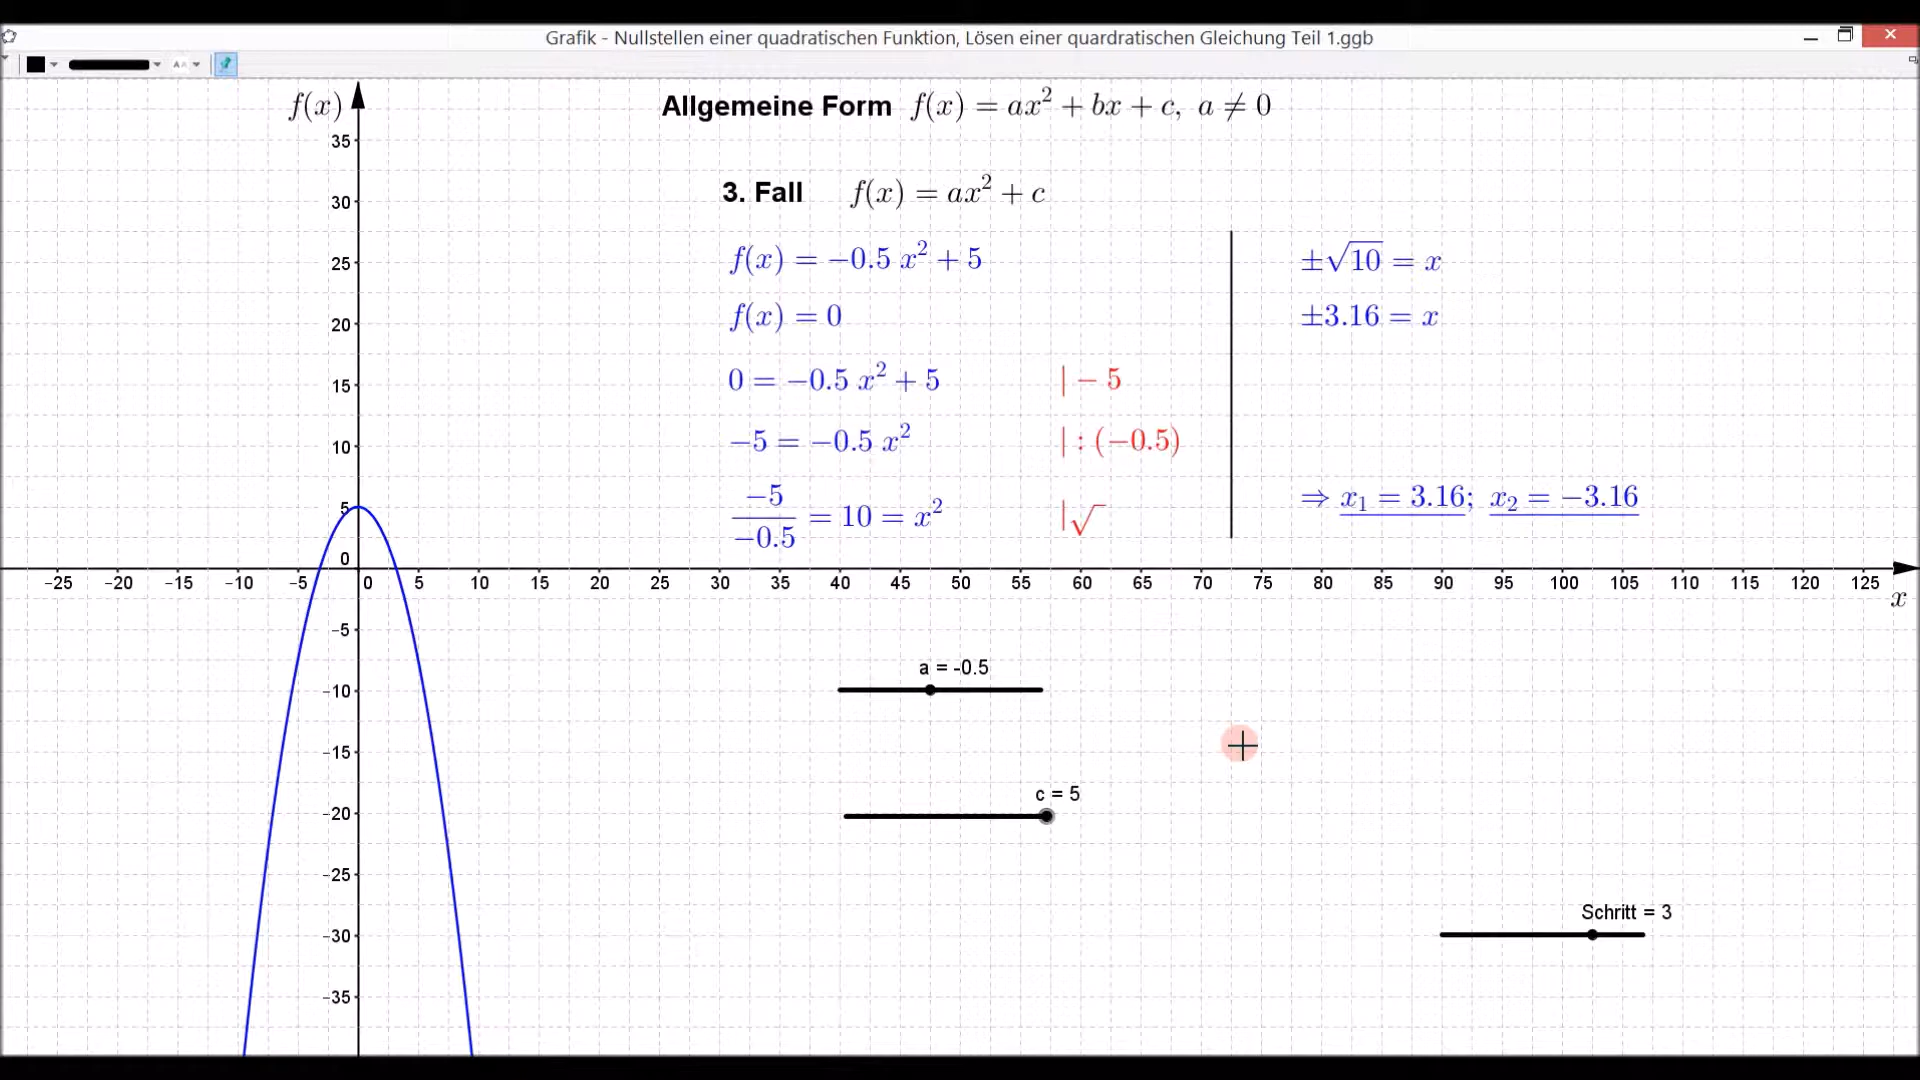 Grafik - Nullstellen einer quadratischen Funktion, Lösen einer quardratischen Gleichung Teil 1.ggb
f(x)
Allgemeine Form f(x) = ax² + bx + c, a ≠ 0
3. Fall f(x) = ax² + c
f(x) = −0.5 x² + 5
f(x) = 0
0 = −0.5 x² + 5 | − 5
−5 = −0.5 x² | : (−0.5)
−5/−0.5 = 10 = x² |√
±√10 = x
±3.16 = x
⇒ x₁ = 3.16; x₂ = −3.16
35
30
25
20
15
10
5
0
−5
−10
−15
−20
−25
−30
−35
−25 −20 −15 −10 −5 0 5 10 15 20 25 30 35 40 45 50 55 60 65 70 75 80 85 90 95 100 105 110 115 120 125
x
a = -0.5
c = 5
Schritt = 3